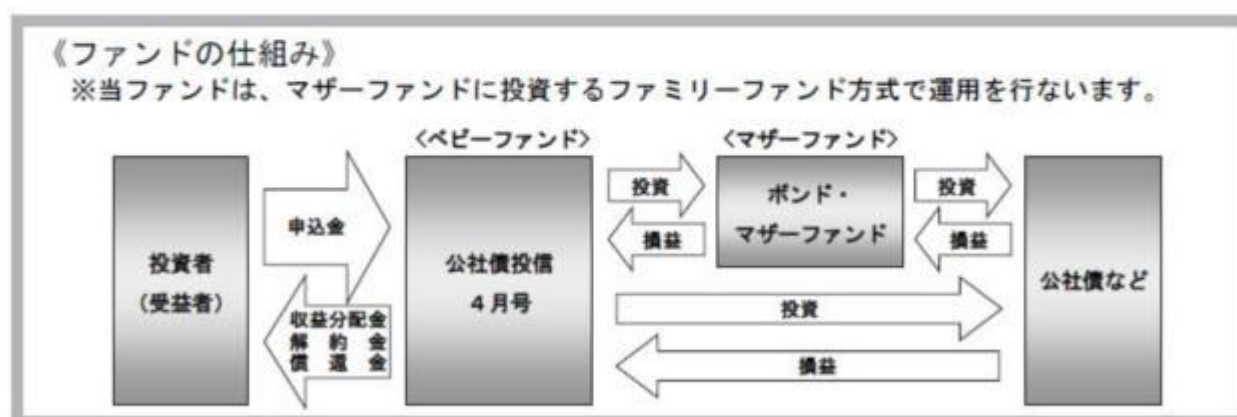 《ファンドの仕組み》
※当ファンドは、マザーファンドに投資するファミリーファンド方式で運用を行ないます。
〈ベビーファンド〉
〈マザーファンド〉
投資者
(受益者)
申込金
収益分配金
解約金
償還金
公社債投信
4月号
投資
損益
ボンド・
マザーファンド
投資
損益
投資
損益
公社債など